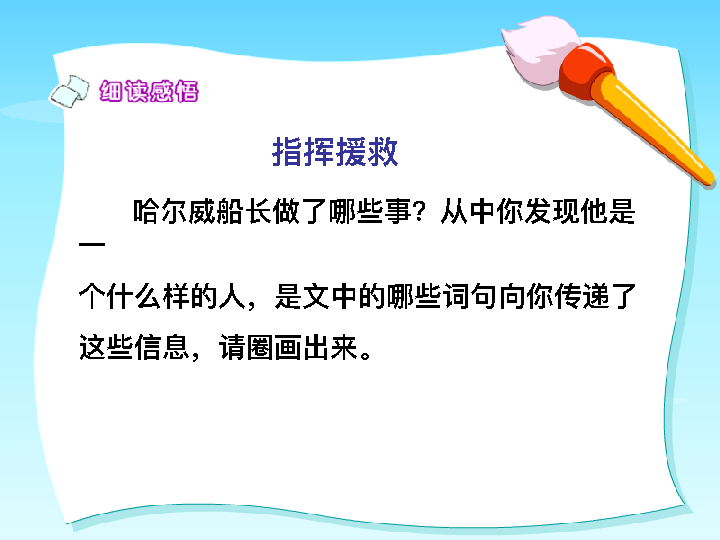 细读感悟
指挥援救
哈尔威船长做了哪些事？从中你发现他是
一
个什么样的人，是文中的哪些词句向你传递了
这些信息，请圈画出来。